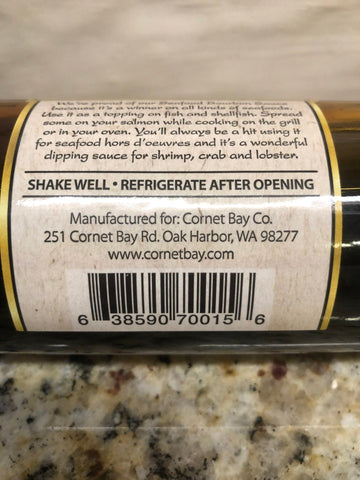 We're proud of our Seafood Bourbon Sauce
because it's a winner on all kinds of seafoods.
Use it as a topping on fish and shellfish. Spread
some on your salmon while cooking on the grill
or in your oven. You'll always be a hit using it
for seafood hors d'oeuvres and it's a wonderful
dipping sauce for shrimp, crab and lobster.
SHAKE WELL • REFRIGERATE AFTER OPENING
Manufactured for: Cornet Bay Co.
251 Cornet Bay Rd. Oak Harbor, WA 98277
www.cornetbay.com
6 38590 70015 6